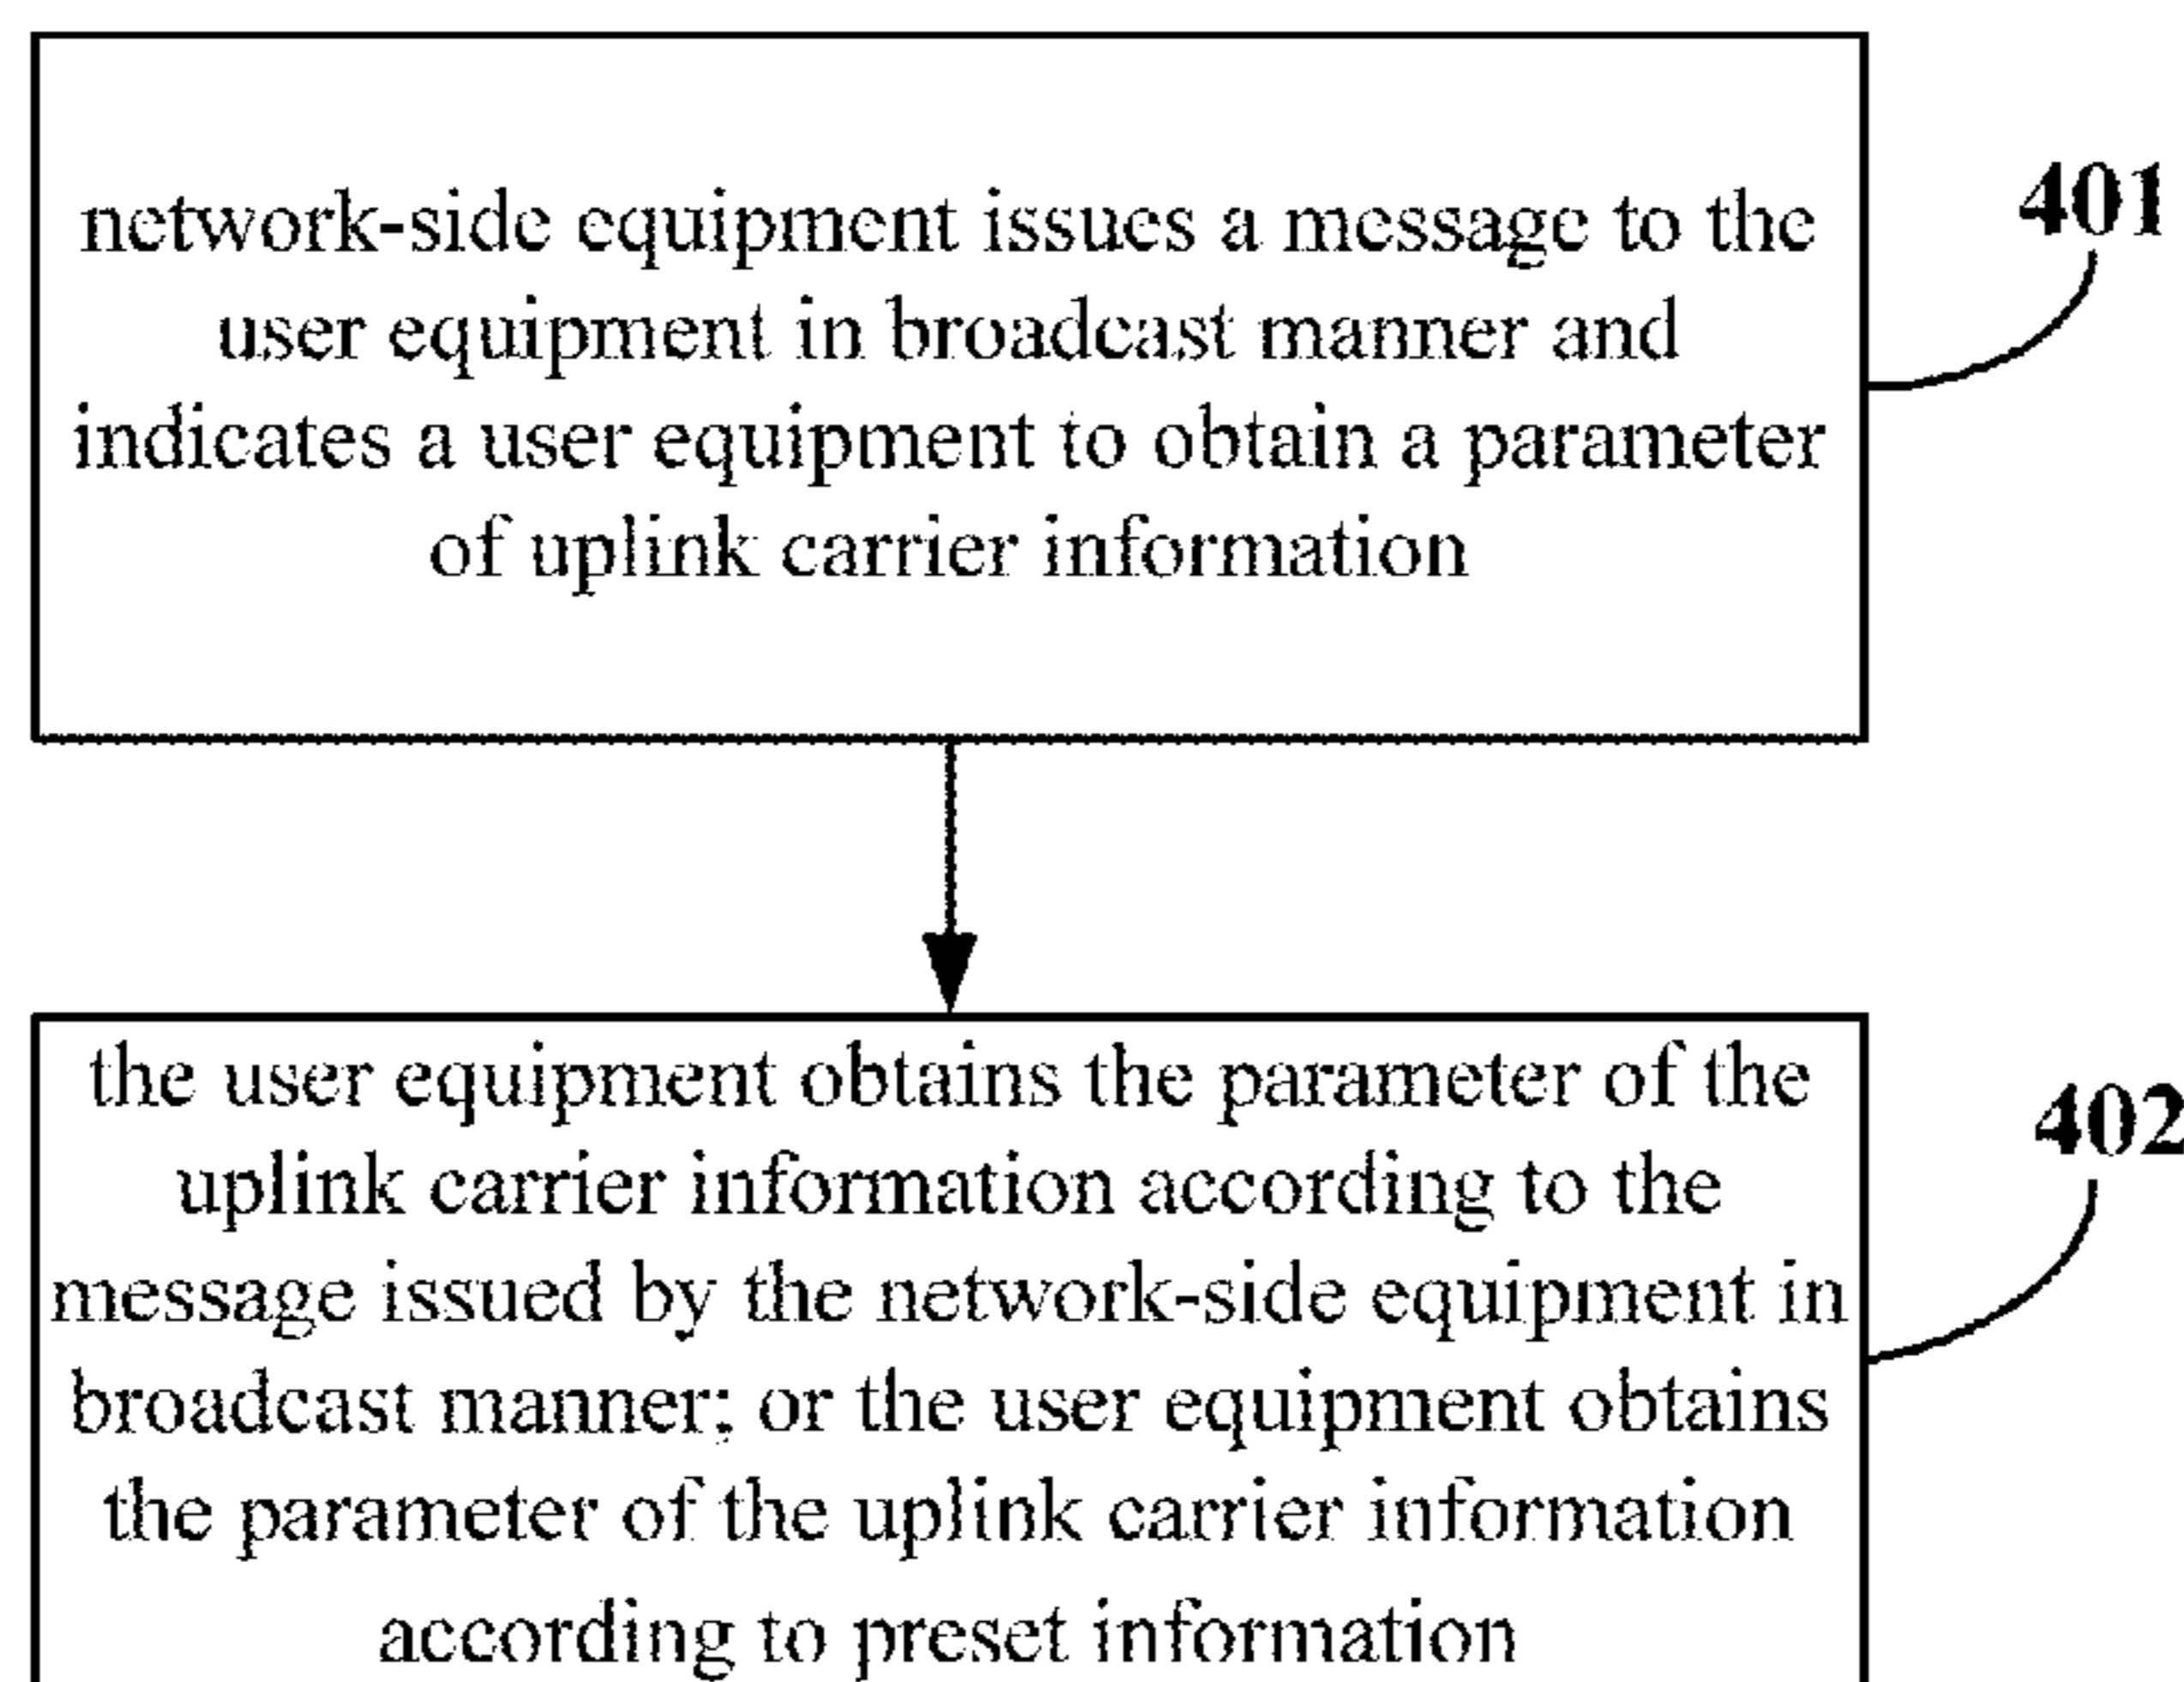 network-side equipment issues a message to the
user equipment in broadcast manner and
indicates a user equipment to obtain a parameter
of uplink carrier information
401
the user equipment obtains the parameter of the
uplink carrier information according to the
message issued by the network-side equipment in
broadcast manner; or the user equipment obtains
the parameter of the uplink carrier information
according to preset information
402